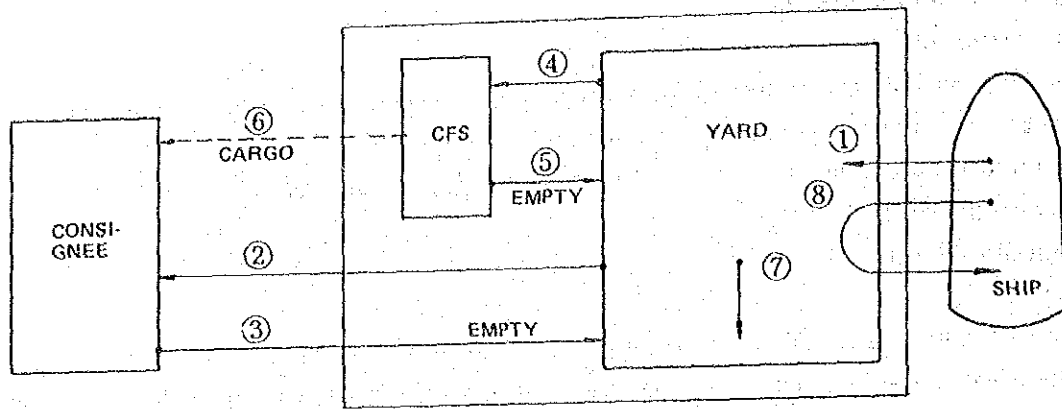 ④
⑥
CFS
YARD
CARGO
①
⑤
EMPTY
⑧
CONSI-
GNEE
②
⑦
SHIP
③
EMPTY